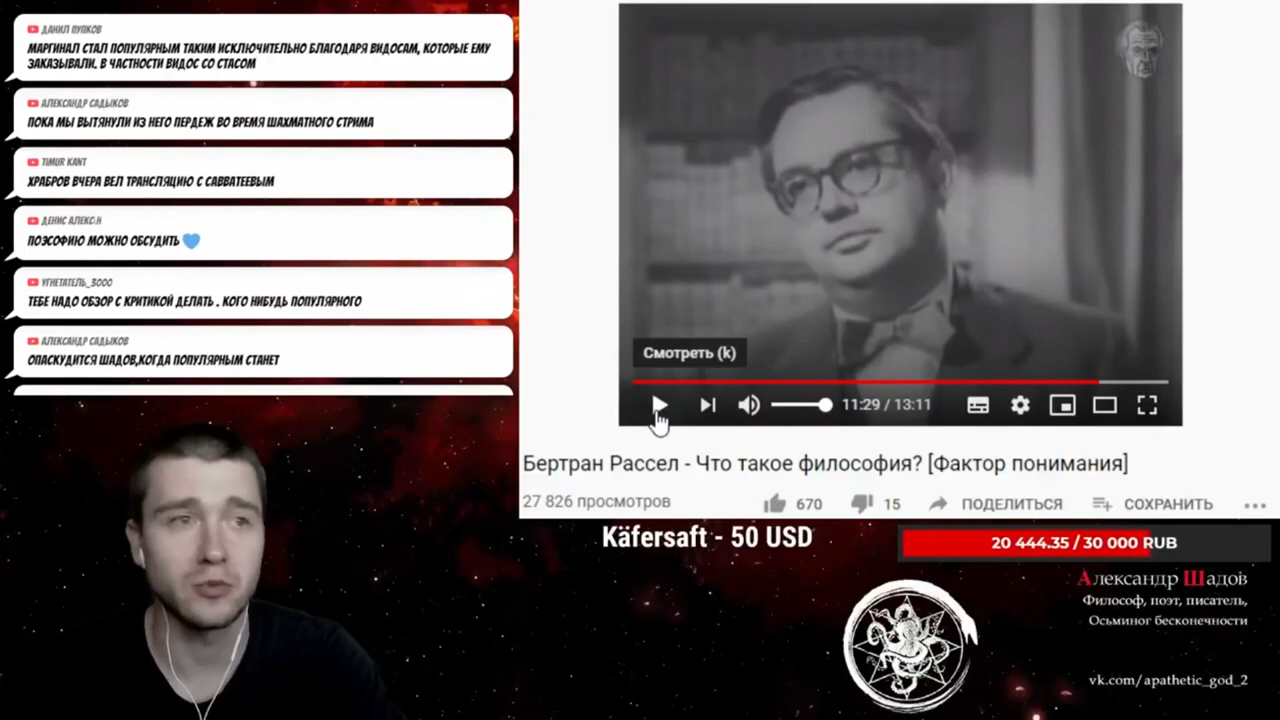 ДАНИЛ ПУПКОВ
МАРГИНАЛ СТАЛ ПОПУЛЯРНЫМ ТАКИМ ИСКЛЮЧИТЕЛЬНО БЛАГОДАРЯ ВИДОСАМ, КОТОРЫЕ ЕМУ
ЗАКАЗЫВАЛИ. В ЧАСТНОСТИ ВИДОС СО СТАСОМ
АЛЕКСАНДР САДЫКОВ
ПОКА МЫ ВЫТЯНУЛИ ИЗ НЕГО ПЕРДЕЖ ВО ВРЕМЯ ШАХМАТНОГО СТРИМА
TIMUR KANT
ХРАБРОВ ВЧЕРА ВЕЛ ТРАНСЛЯЦИЮ С САВВАТЕЕВЫМ
ДЕНИС АЛЕКСΩН
ПОЭСОФИЮ МОЖНО ОБСУДИТЬ 💙
УГНЕТАТЕЛЬ_3000
ТЕБЕ НАДО ОБЗОР С КРИТИКОЙ ДЕЛАТЬ . КОГО НИБУДЬ ПОПУЛЯРНОГО
АЛЕКСАНДР САДЫКОВ
ОПАСКУДИТСЯ ШАДОВ,КОГДА ПОПУЛЯРНЫМ СТАНЕТ
Смотреть (k)
11:29 / 13:11
Бертран Рассел - Что такое философия? [Фактор понимания]
27 826 просмотров
670
15
ПОДЕЛИТЬСЯ
СОХРАНИТЬ
Käfersaft - 50 USD
20 444.35 / 30 000 RUB
Александр Шадов
Философ, поэт, писатель,
Осьминог бесконечности
vk.com/apathetic_god_2